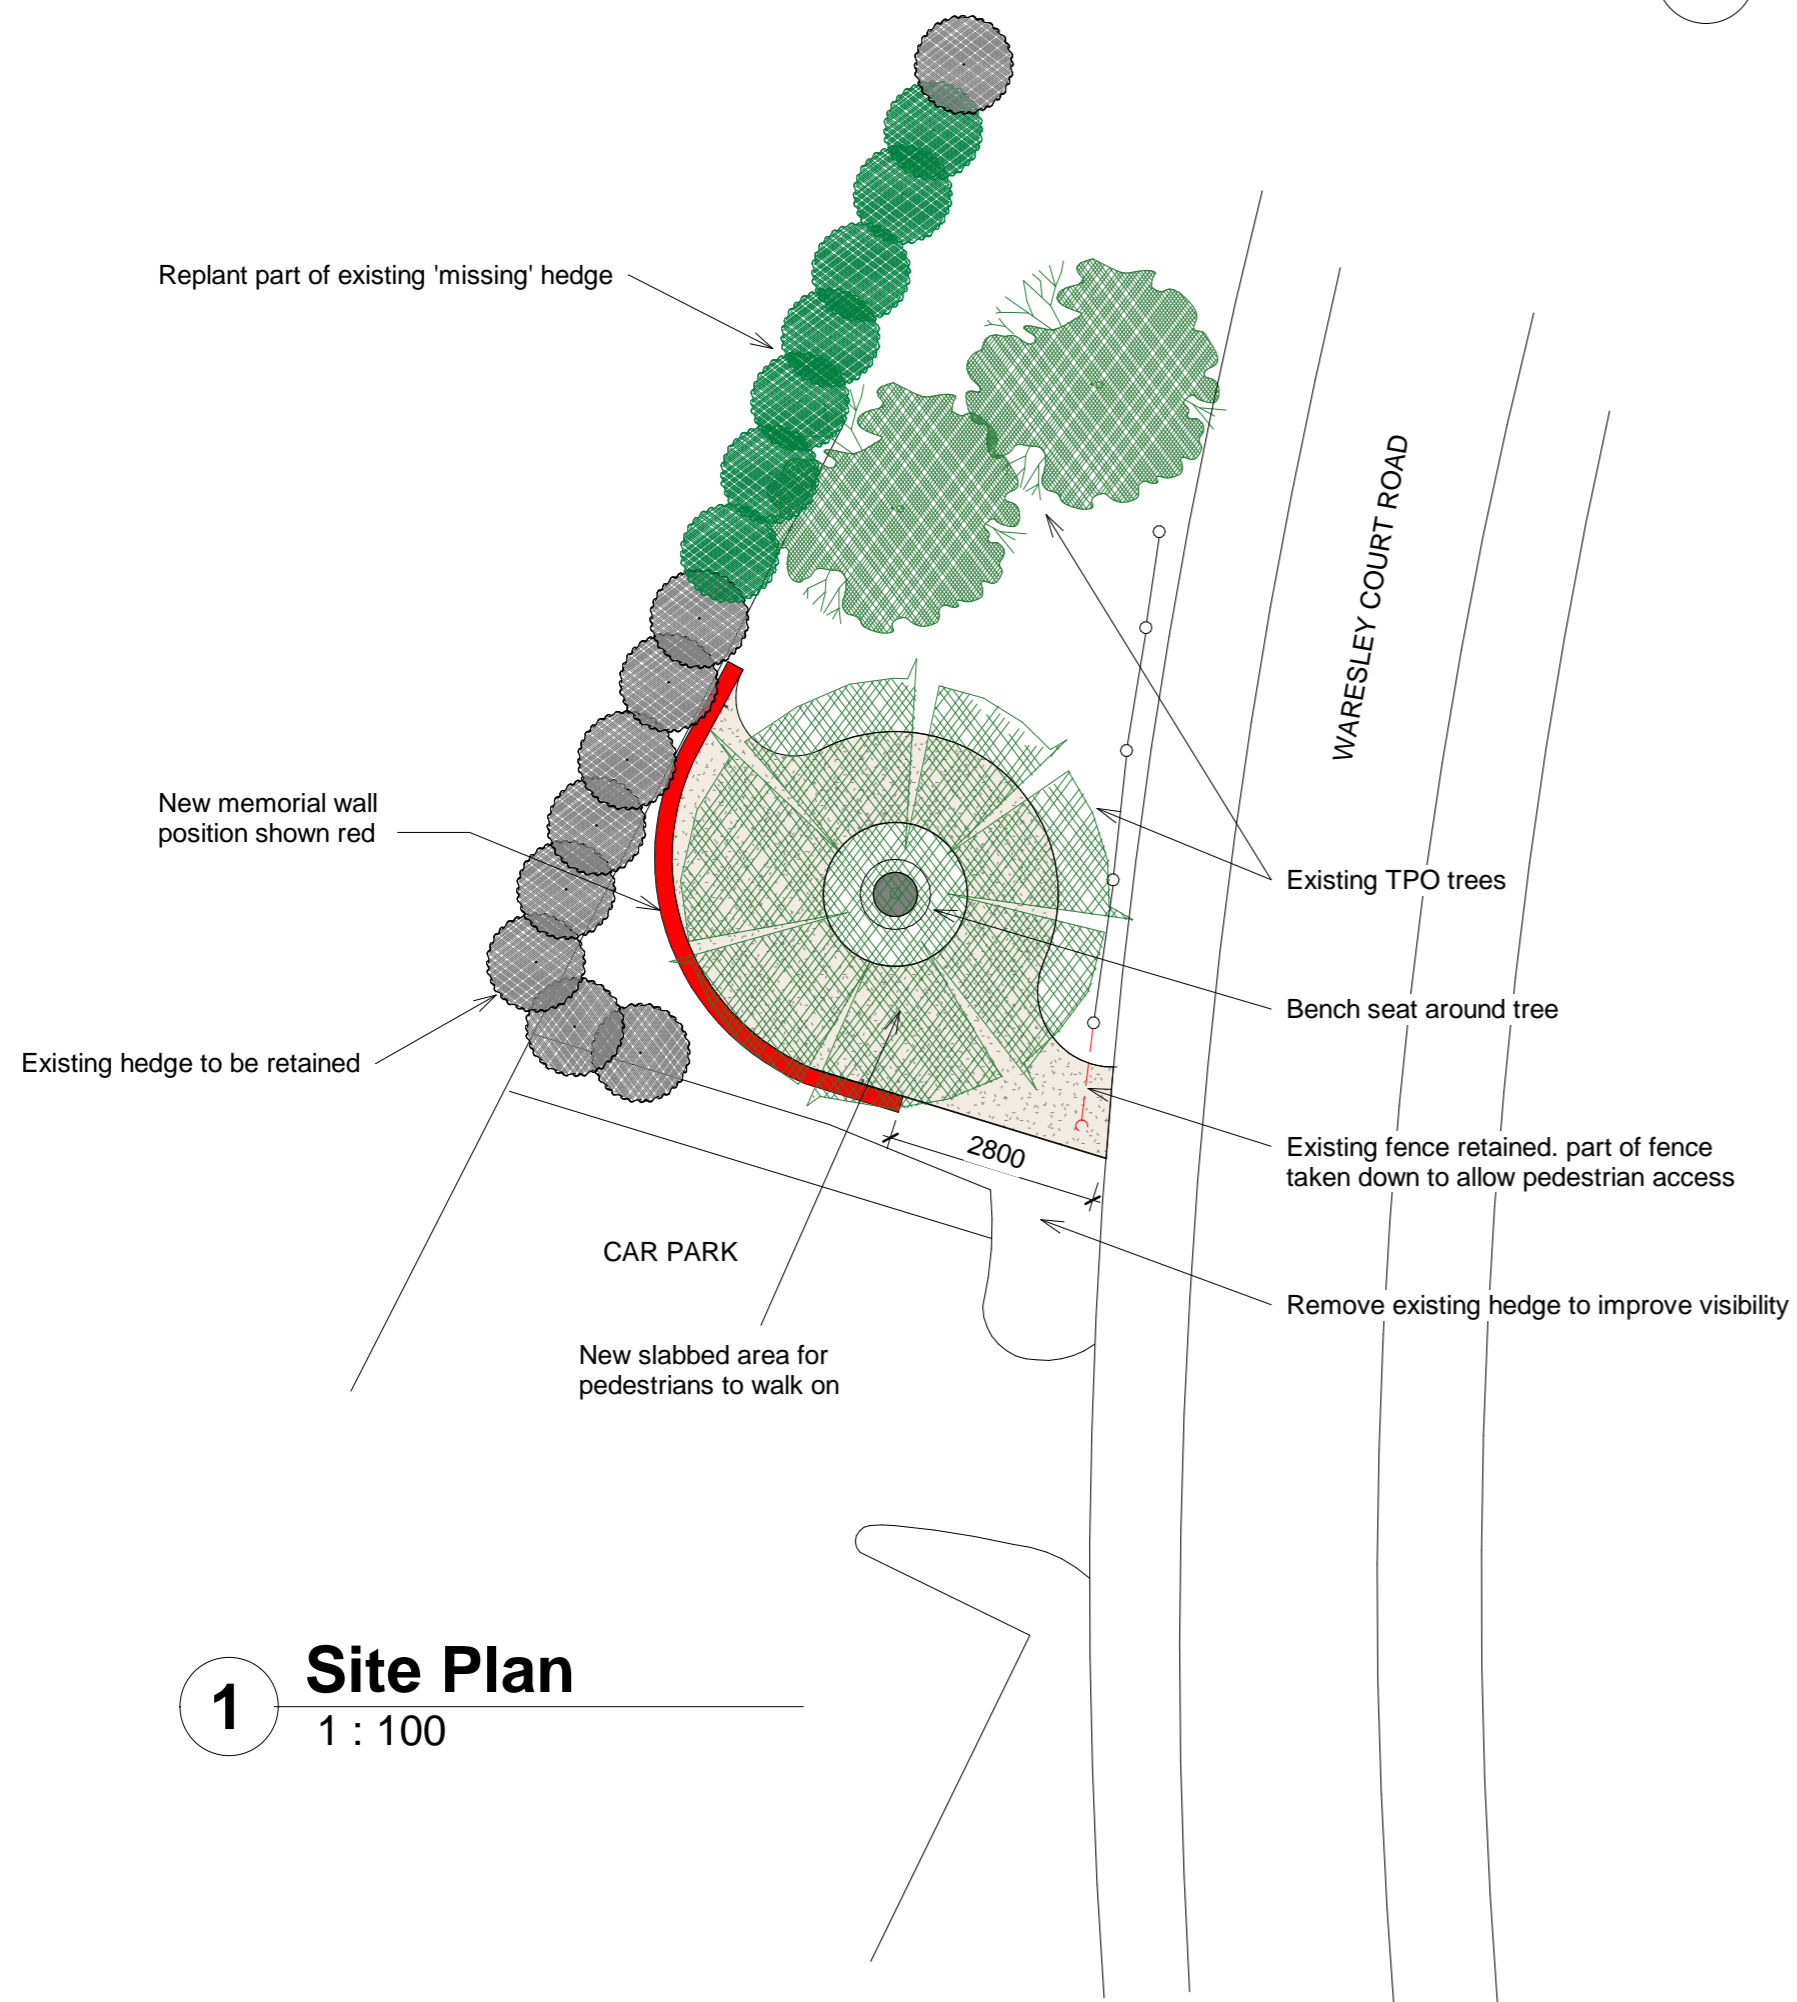 Replant part of existing 'missing' hedge
WARESLEY COURT ROAD
New memorial wall
position shown red
Existing TPO trees
Bench seat around tree
Existing hedge to be retained
Existing fence retained. part of fence
taken down to allow pedestrian access
2800
CAR PARK
Remove existing hedge to improve visibility
New slabbed area for
pedestrians to walk on
1
Site Plan
1 : 100